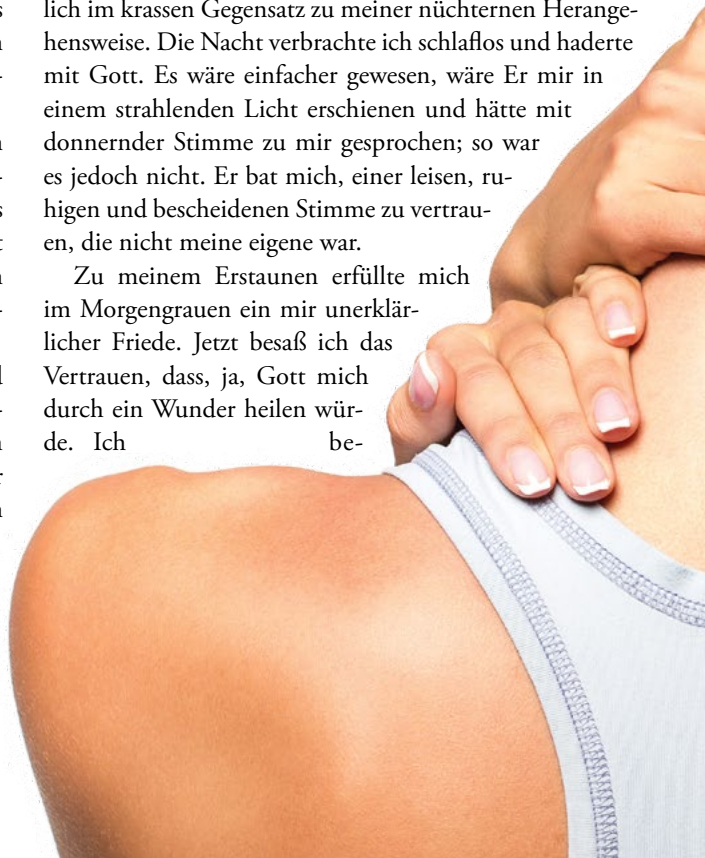 lich im krassen Gegensatz zu meiner nüchternen Herange-
hensweise. Die Nacht verbrachte ich schlaflos und haderte
mit Gott. Es wäre einfacher gewesen, wäre Er mir in
einem strahlenden Licht erschienen und hätte mit
donnernder Stimme zu mir gesprochen; so war
es jedoch nicht. Er bat mich, einer leisen, ru-
higen und bescheidenen Stimme zu vertrau-
en, die nicht meine eigene war.
Zu meinem Erstaunen erfüllte mich
im Morgengrauen ein mir unerklär-
licher Friede. Jetzt besaß ich das
Vertrauen, dass, ja, Gott mich
durch ein Wunder heilen wür-
de. Ich be-